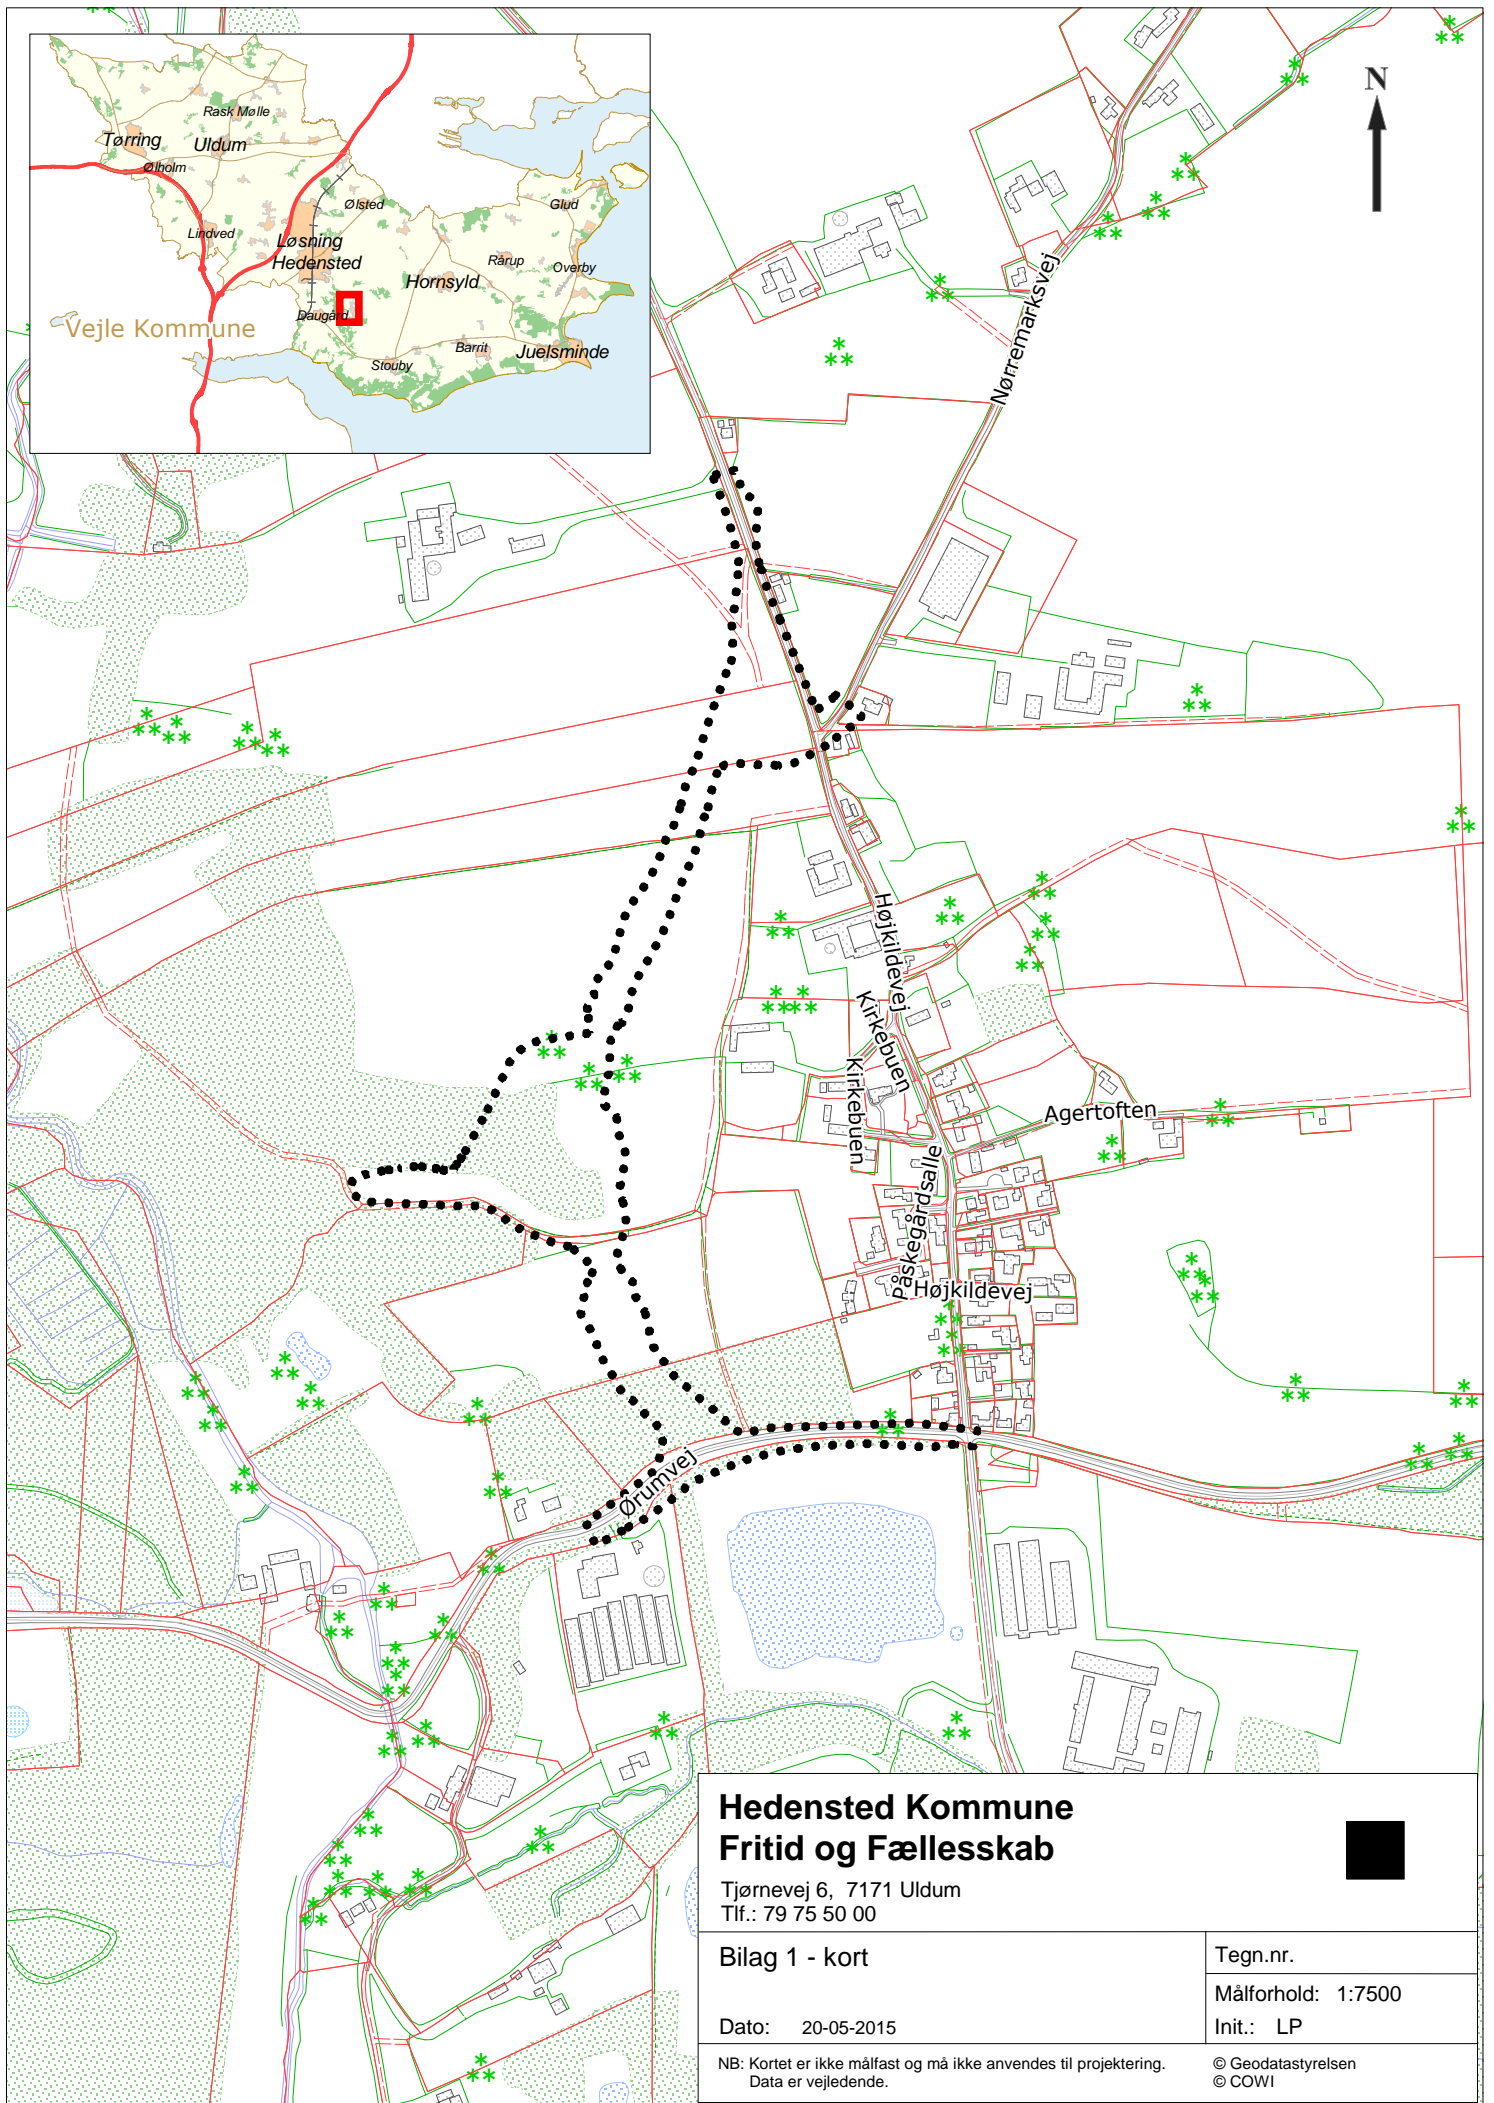 N
Rask Mølle
Tørring
Uldum
Ølholm
Ølsted
Glud
Lindved
Løsning
Hedensted
Rårup
Overby
Hornsyld
Daugård
Vejle Kommune
Barrit
Juelsminde
Stouby
Nørremarksvej
Højkildevej
Kirkebuen
Kirkebuen
Agertoften
Påskegårdsalle
Højkildevej
Ørumvej
Hedensted Kommune
Fritid og Fællesskab
Tjørnevej 6, 7171 Uldum
Tlf.: 79 75 50 00
Bilag 1 - kort
Tegn.nr.
Målforhold: 1:7500
Dato: 20-05-2015
Init.: LP
NB: Kortet er ikke målfast og må ikke anvendes til projektering.
Data er vejledende.
© Geodatastyrelsen
© COWI